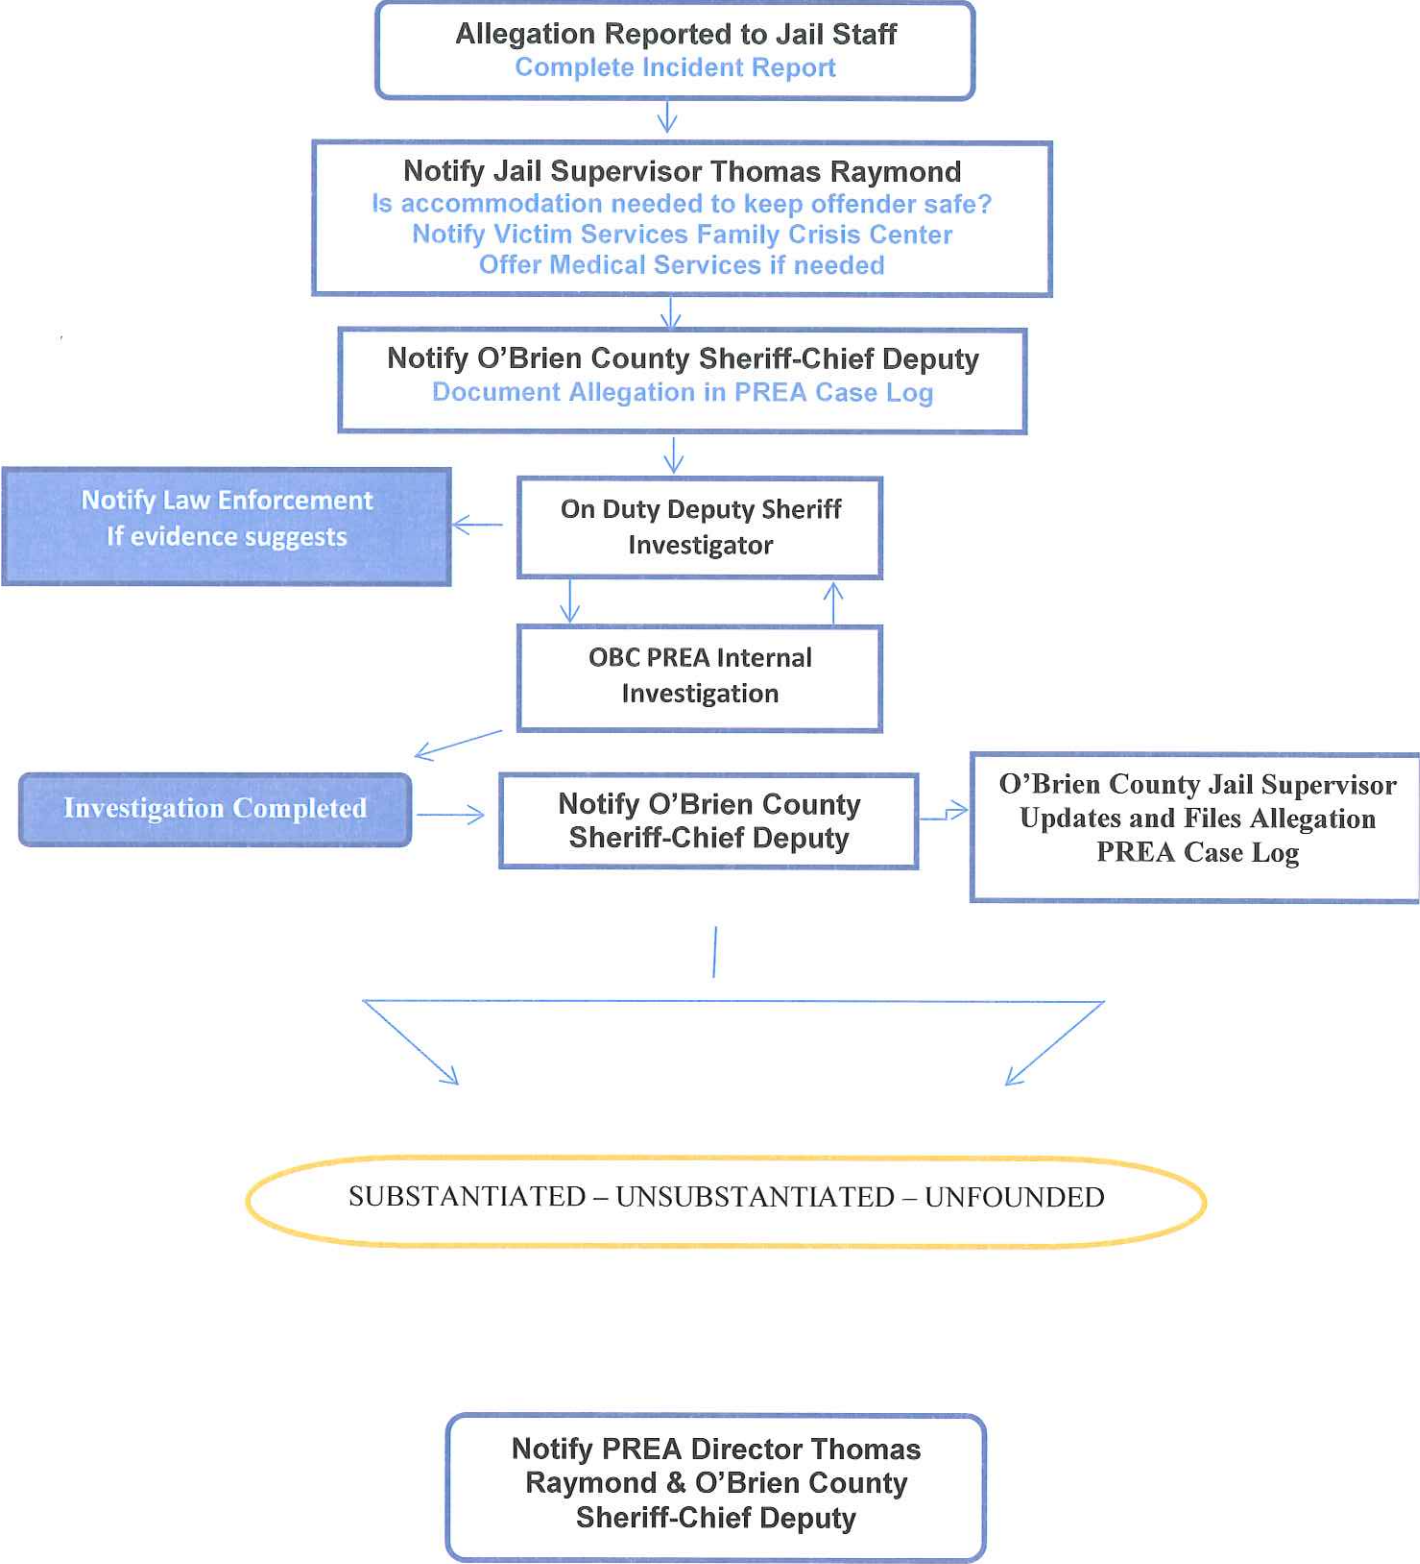 Allegation Reported to Jail Staff
Complete Incident Report
Notify Jail Supervisor Thomas Raymond
Is accommodation needed to keep offender safe?
Notify Victim Services Family Crisis Center
Offer Medical Services if needed
Notify O’Brien County Sheriff-Chief Deputy
Document Allegation in PREA Case Log
Notify Law Enforcement
If evidence suggests
On Duty Deputy Sheriff
Investigator
OBC PREA Internal
Investigation
Investigation Completed
Notify O’Brien County
Sheriff-Chief Deputy
O’Brien County Jail Supervisor
Updates and Files Allegation
PREA Case Log
SUBSTANTIATED – UNSUBSTANTIATED – UNFOUNDED
Notify PREA Director Thomas
Raymond & O’Brien County
Sheriff-Chief Deputy